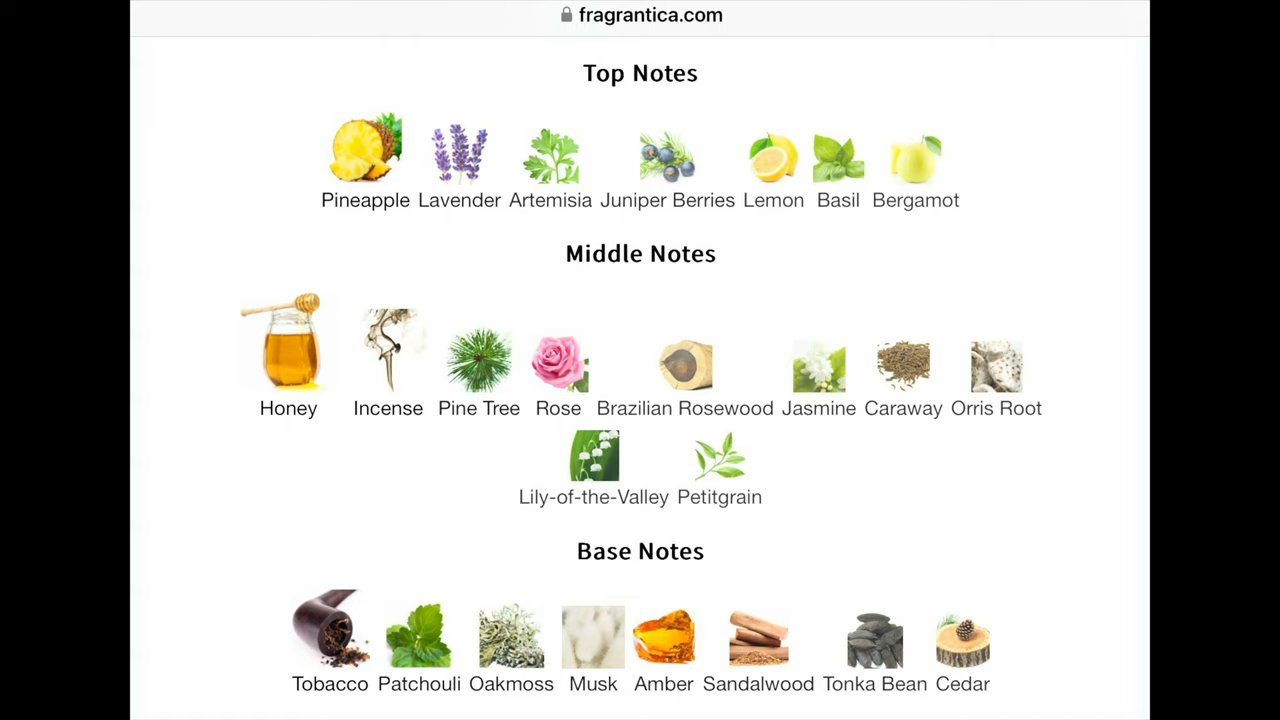 fragrantica.com
Top Notes
Pineapple Lavender Artemisia Juniper Berries Lemon Basil Bergamot
Middle Notes
Honey Incense Pine Tree Rose Brazilian Rosewood Jasmine Caraway Orris Root
Lily-of-the-Valley Petitgrain
Base Notes
Tobacco Patchouli Oakmoss Musk Amber Sandalwood Tonka Bean Cedar